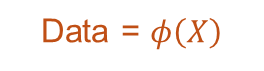 Data = 𝜙(𝑋)